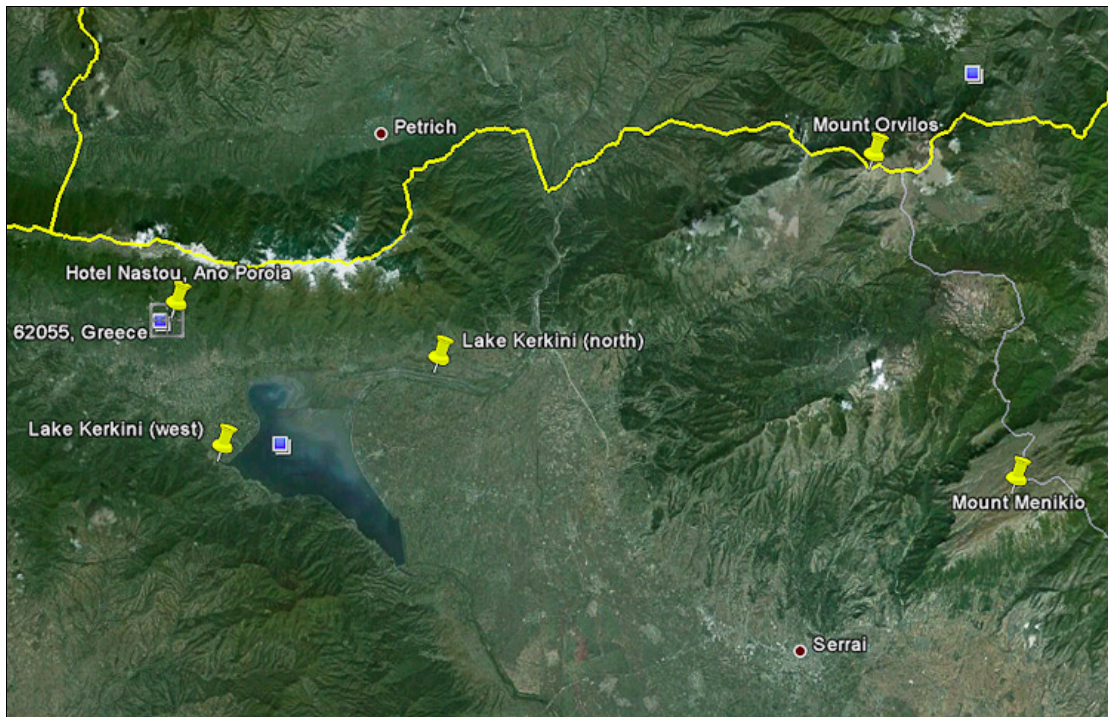 Petrich
Mount Orvilos
Hotel Nastou, Ano Poroia
62055, Greece
Lake Kerkini (north)
Lake Kerkini (west)
Mount Menikio
Serrai